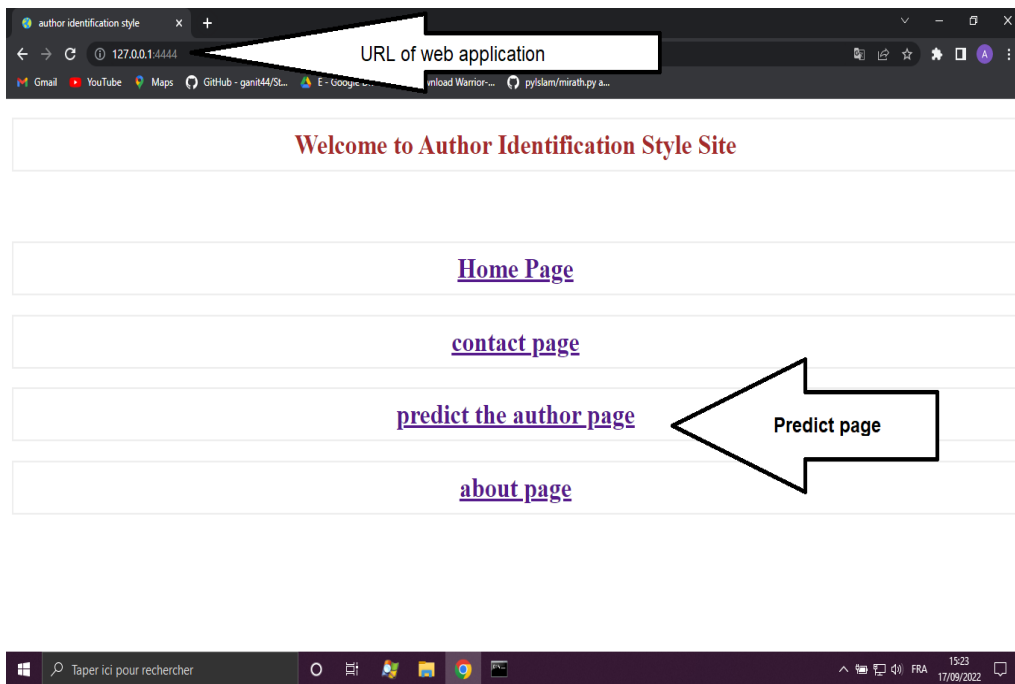 author identification style
127.0.0.1:4444
URL of web application
Gmail YouTube Maps GitHub - ganit44/St... E - Google nload Warrior-... pyIslam/mirath.py a...
A
Welcome to Author Identification Style Site
Home Page
contact page
predict the author page
Predict page
about page
Taper ici pour rechercher
FRA
15:23
17/09/2022